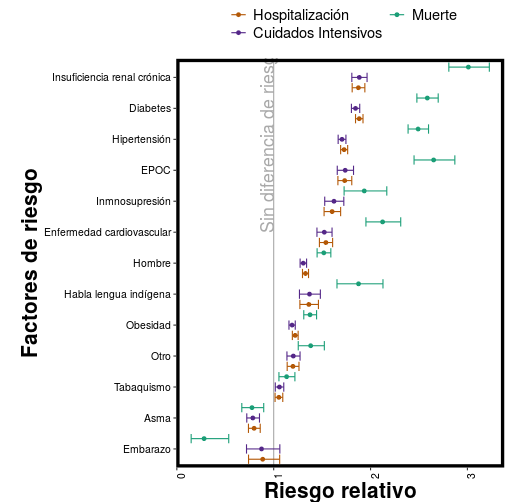 Hospitalización
Muerte
Cuidados Intensivos
Sin diferencia de riesgo
Factores de riesgo
Insuficiencia renal crónica
Diabetes
Hipertensión
EPOC
Inmnosupresión
Enfermedad cardiovascular
Hombre
Habla lengua indígena
Obesidad
Otro
Tabaquismo
Asma
Embarazo
0
1
2
3
Riesgo relativo